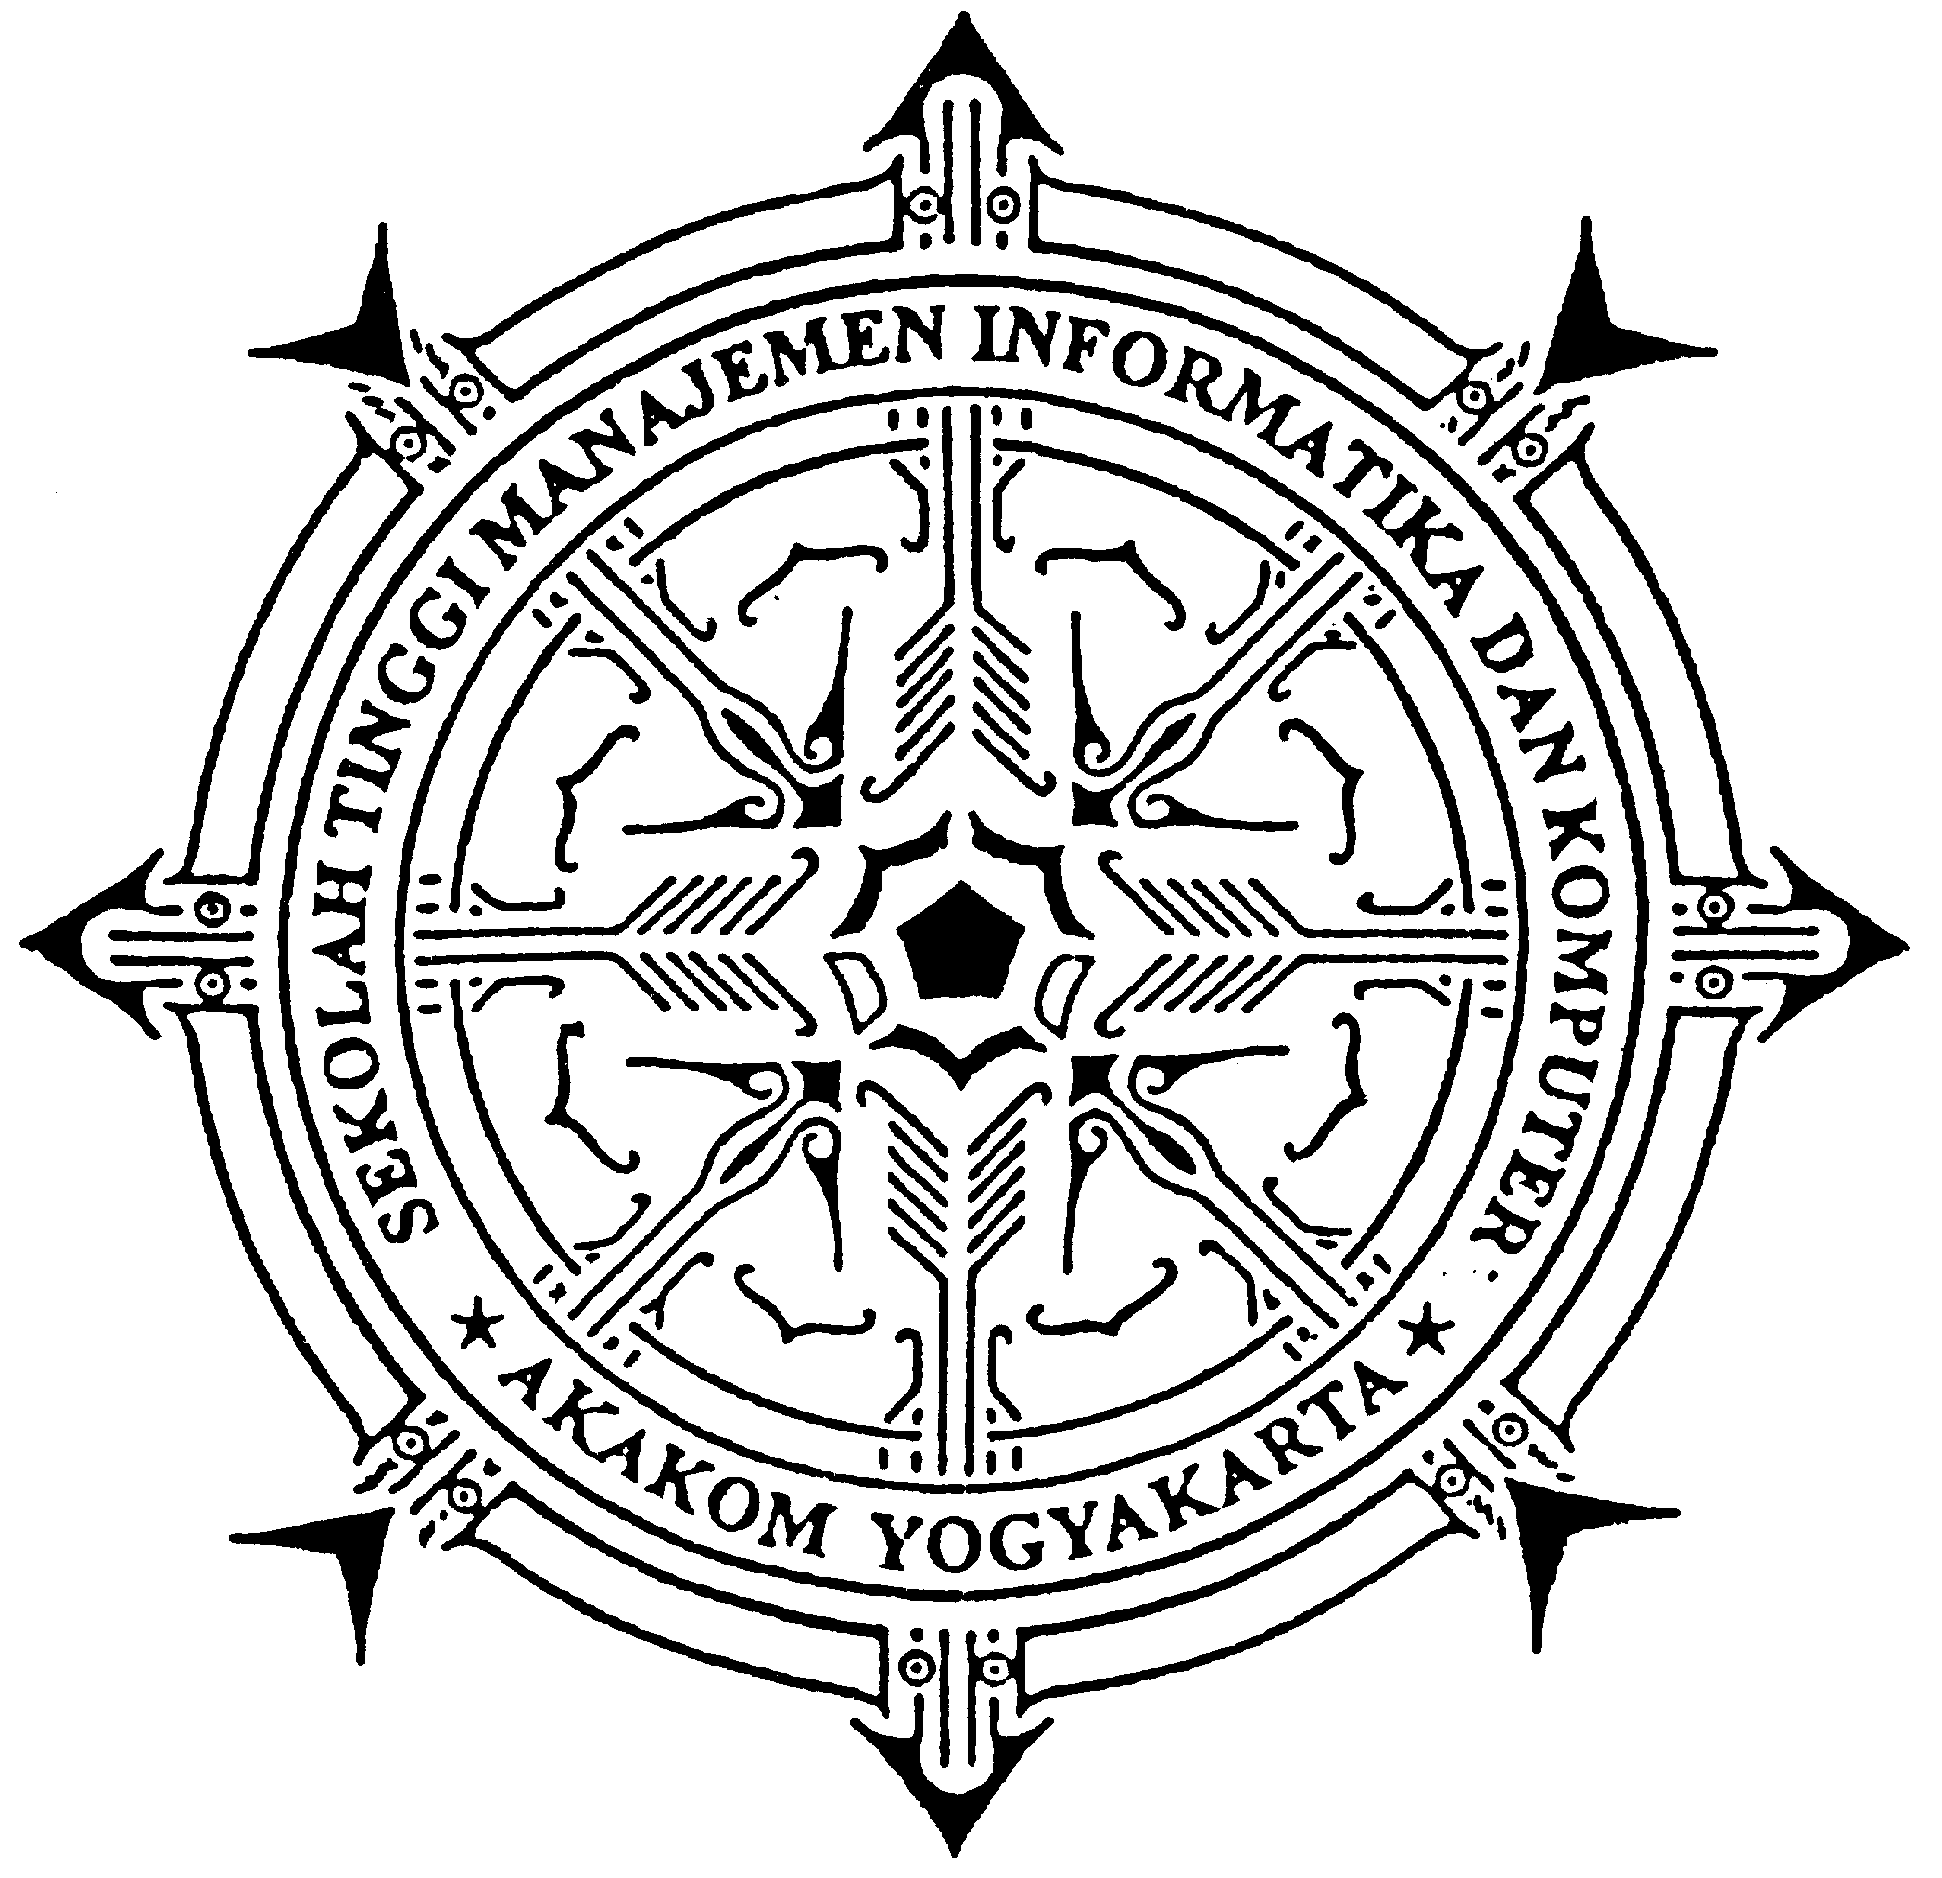 SEKOLAH TINGGI MANAJEMEN INFORMATIKA DAN KOMPUTER
★ AKAKOM YOGYAKARTA ★